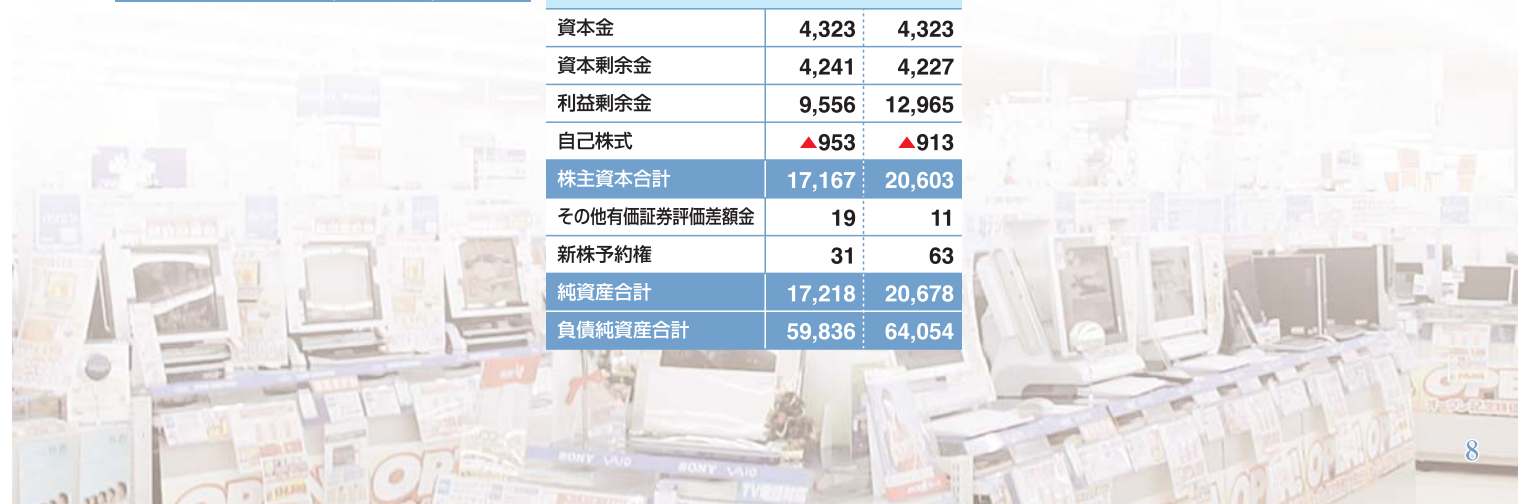 資本金 4,323 4,323
資本剰余金 4,241 4,227
利益剰余金 9,556 12,965
自己株式 ▲953 ▲913
株主資本合計 17,167 20,603
その他有価証券評価差額金 19 11
新株予約権 31 63
純資産合計 17,218 20,678
負債純資産合計 59,836 64,054
SONY VAIO SONY VAIO
8